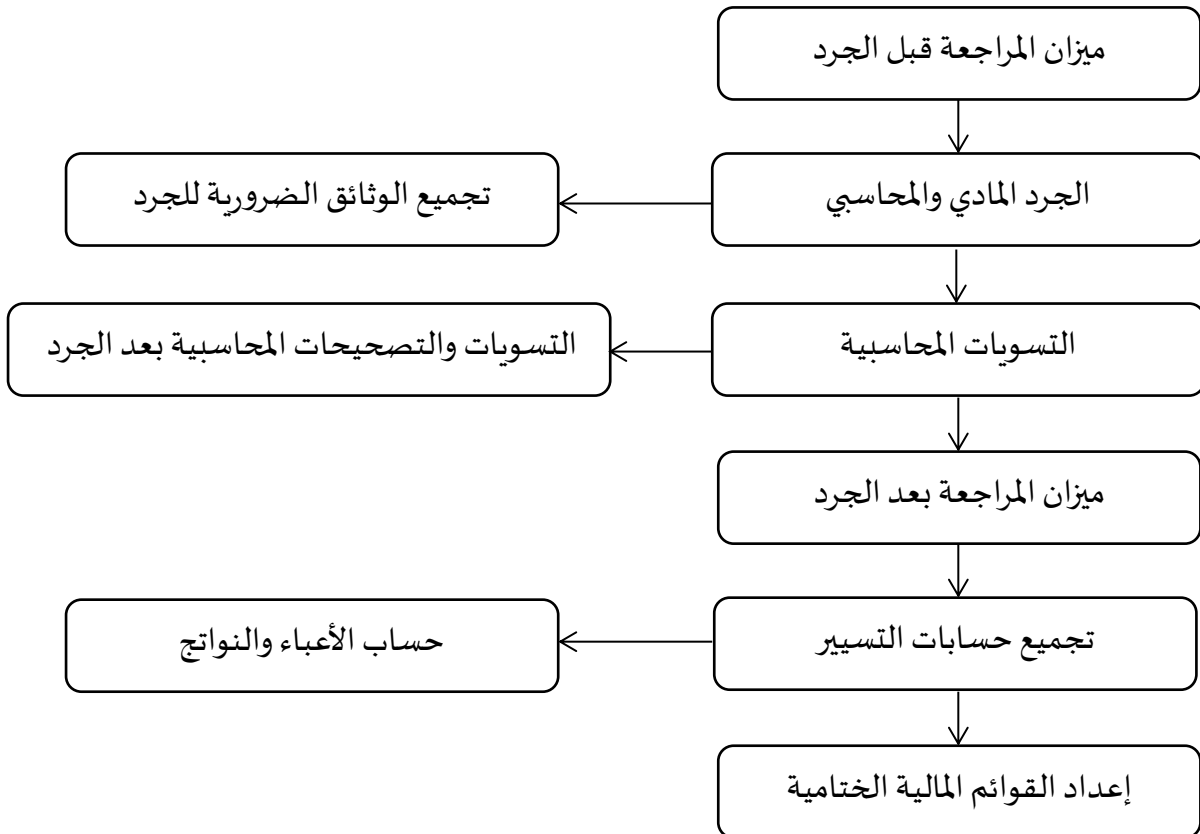 ميزان المراجعة قبل الجرد
الجرد المادي والمحاسبي
تجميع الوثائق الضرورية للجرد
التسويات المحاسبية
التسويات والتصحيحات المحاسبية بعد الجرد
ميزان المراجعة بعد الجرد
تجميع حسابات التسيير
حساب الأعباء والنواتج
إعداد القوائم المالية الختامية